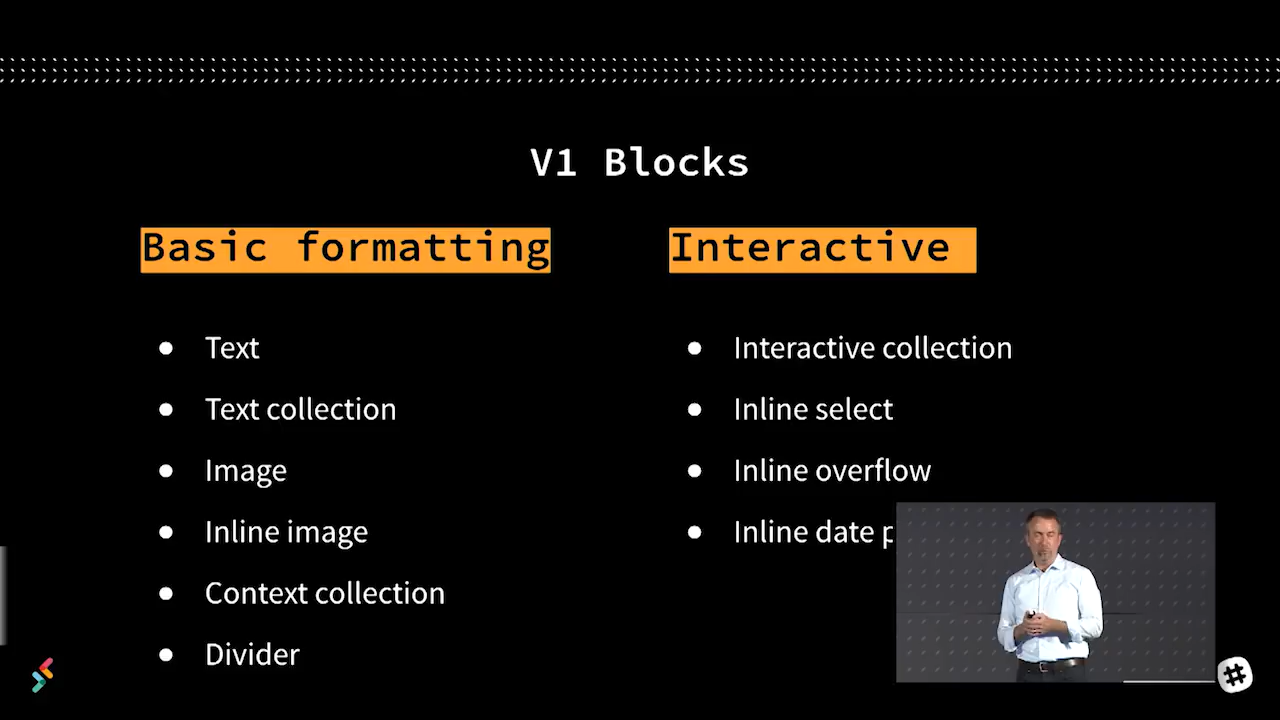 V1 Blocks
Basic formatting
Text
Text collection
Image
Inline image
Context collection
Divider
Interactive
Interactive collection
Inline select
Inline overflow
Inline date